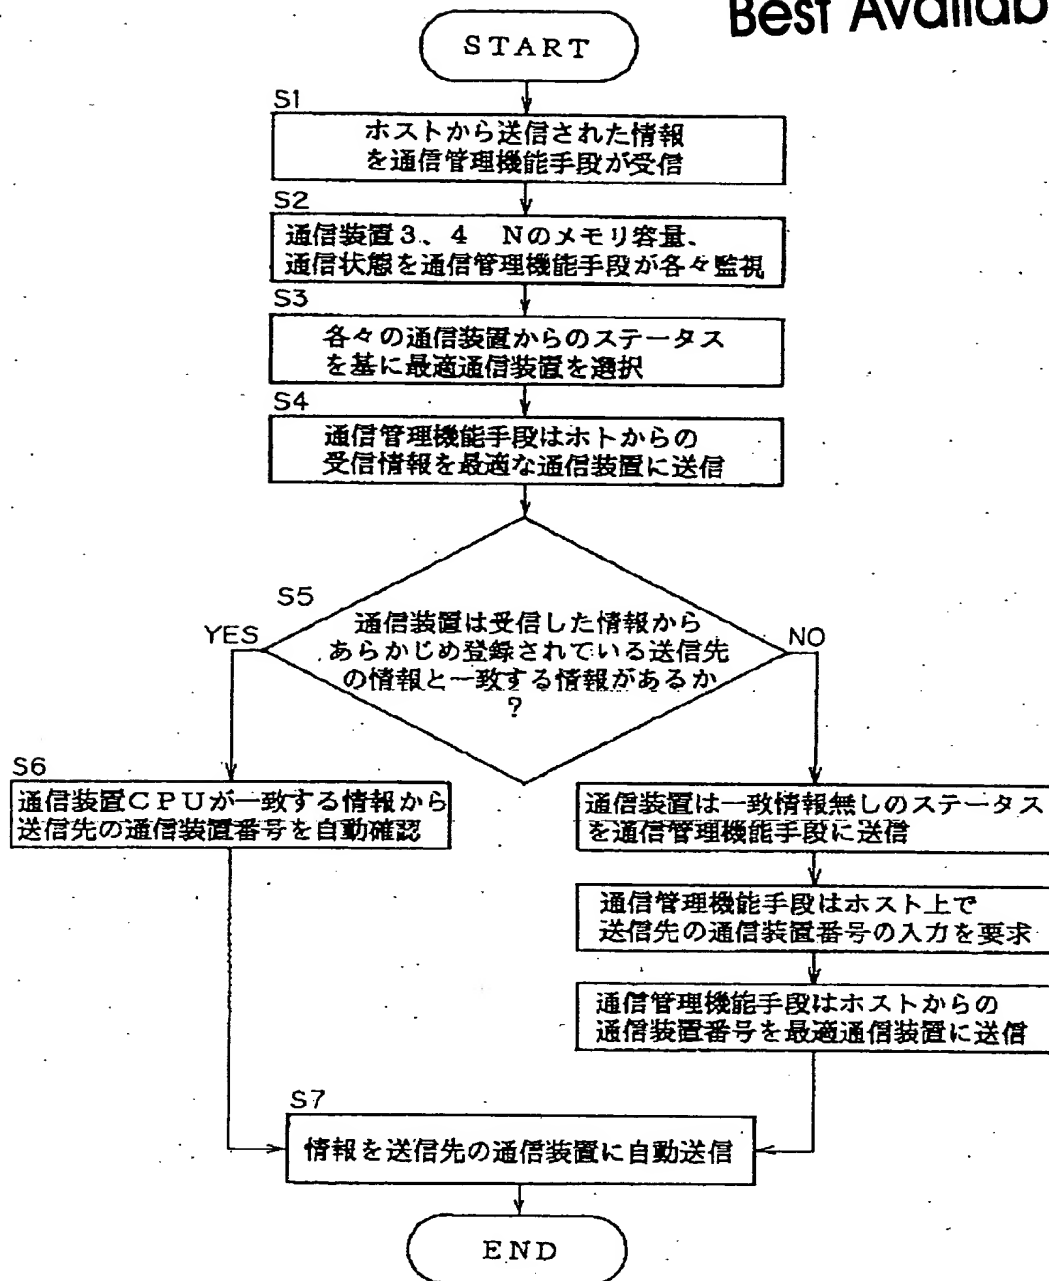 Best Availab
START
S1
ホストから送信された情報
を通信管理機能手段が受信
S2
通信装置3、4 Nのメモリ容量、
通信状態を通信管理機能手段が各々監視
S3
各々の通信装置からのステータス
を基に最適通信装置を選択
S4
通信管理機能手段はホトからの
受信情報を最適な通信装置に送信
S5
通信装置は受信した情報から
あらかじめ登録されている送信先
の情報と一致する情報があるか
?
YES
NO
S6
通信装置CPUが一致する情報から
送信先の通信装置番号を自動確認
通信装置は一致情報無しのステータス
を通信管理機能手段に送信
通信管理機能手段はホスト上で
送信先の通信装置番号の入力を要求
通信管理機能手段はホストからの
通信装置番号を最適通信装置に送信
S7
情報を送信先の通信装置に自動送信
END